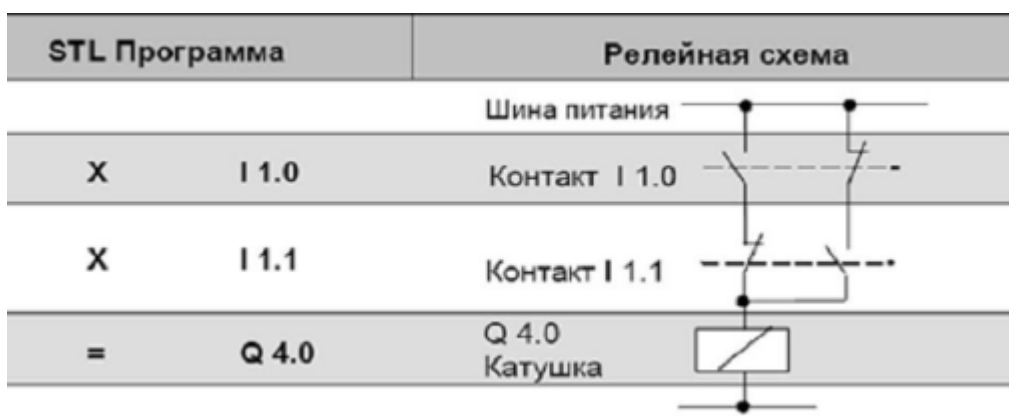 STL Программа Релейная схема
Шина питания
X I 1.0 Контакт I 1.0
X I 1.1 Контакт I 1.1
= Q 4.0 Q 4.0
Катушка